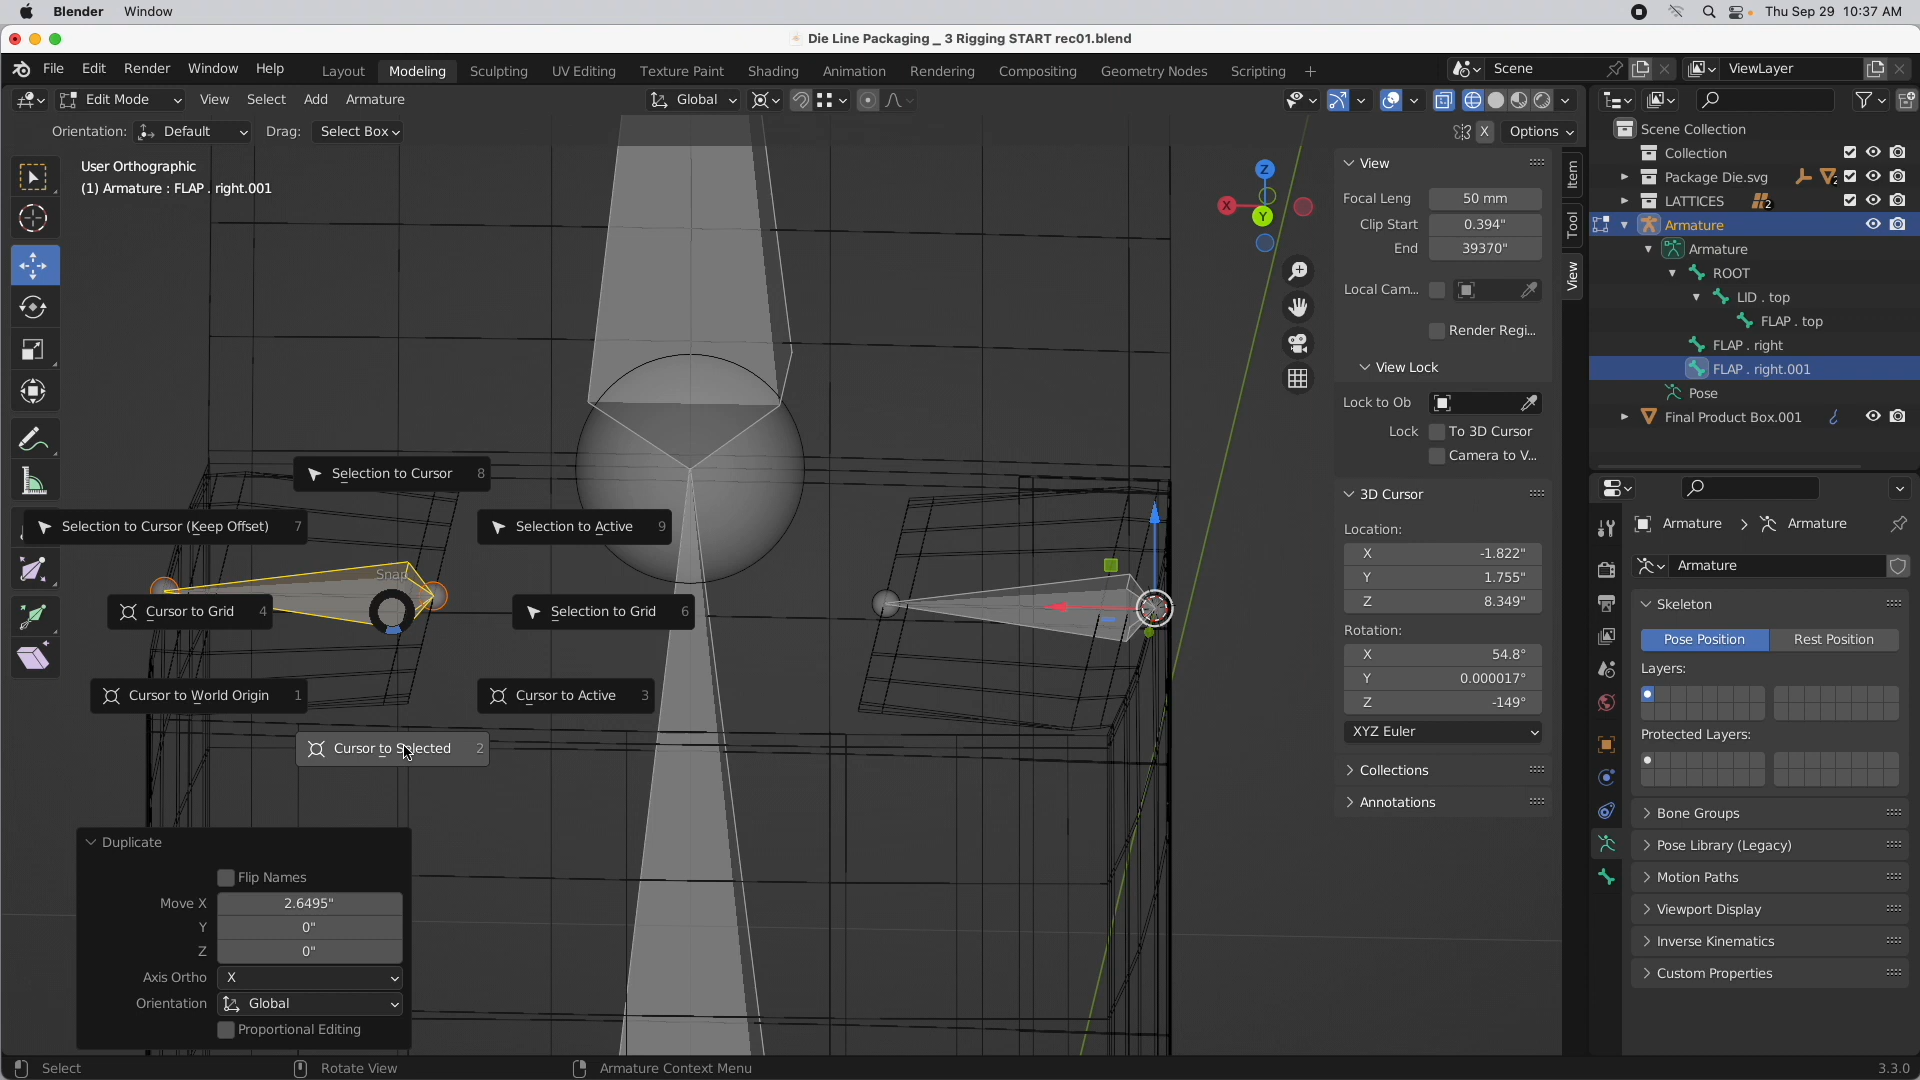 Blender Window
Thu Sep 29 10:37 AM
Die Line Packaging _ 3 Rigging START rec01.blend
File Edit Render Window Help
Layout Modeling Sculpting UV Editing Texture Paint Shading Animation Rendering Compositing Geometry Nodes Scripting +
Scene
ViewLayer
Edit Mode View Select Add Armature
Global
Orientation: Default Drag: Select Box
X Options
User Orthographic
(1) Armature : FLAP . right.001
Z
X
Y
Item
Tool
View
View
Focal Leng 50 mm
Clip Start 0.394"
End 39370"
Local Cam...
Render Regi...
View Lock
Lock to Ob
Lock To 3D Cursor
Camera to V...
3D Cursor
Location:
X -1.822"
Y 1.755"
Z 8.349"
Rotation:
X 54.8°
Y 0.000017°
Z -149°
XYZ Euler
Collections
Annotations
Selection to Cursor 8
Selection to Cursor (Keep Offset) 7
Selection to Active 9
Snap
Cursor to Grid 4
Selection to Grid 6
Cursor to World Origin 1
Cursor to Active 3
Cursor to Selected 2
Duplicate
Flip Names
Move X 2.6495"
Y 0"
Z 0"
Axis Ortho X
Orientation Global
Proportional Editing
Scene Collection
Collection
Package Die.svg 2
LATTICES 2
Armature
Armature
ROOT
LID . top
FLAP . top
FLAP . right
FLAP . right.001
Pose
Final Product Box.001
Armature > Armature
Armature
Skeleton
Pose Position Rest Position
Layers:
Protected Layers:
Bone Groups
Pose Library (Legacy)
Motion Paths
Viewport Display
Inverse Kinematics
Custom Properties
Select Rotate View Armature Context Menu 3.3.0